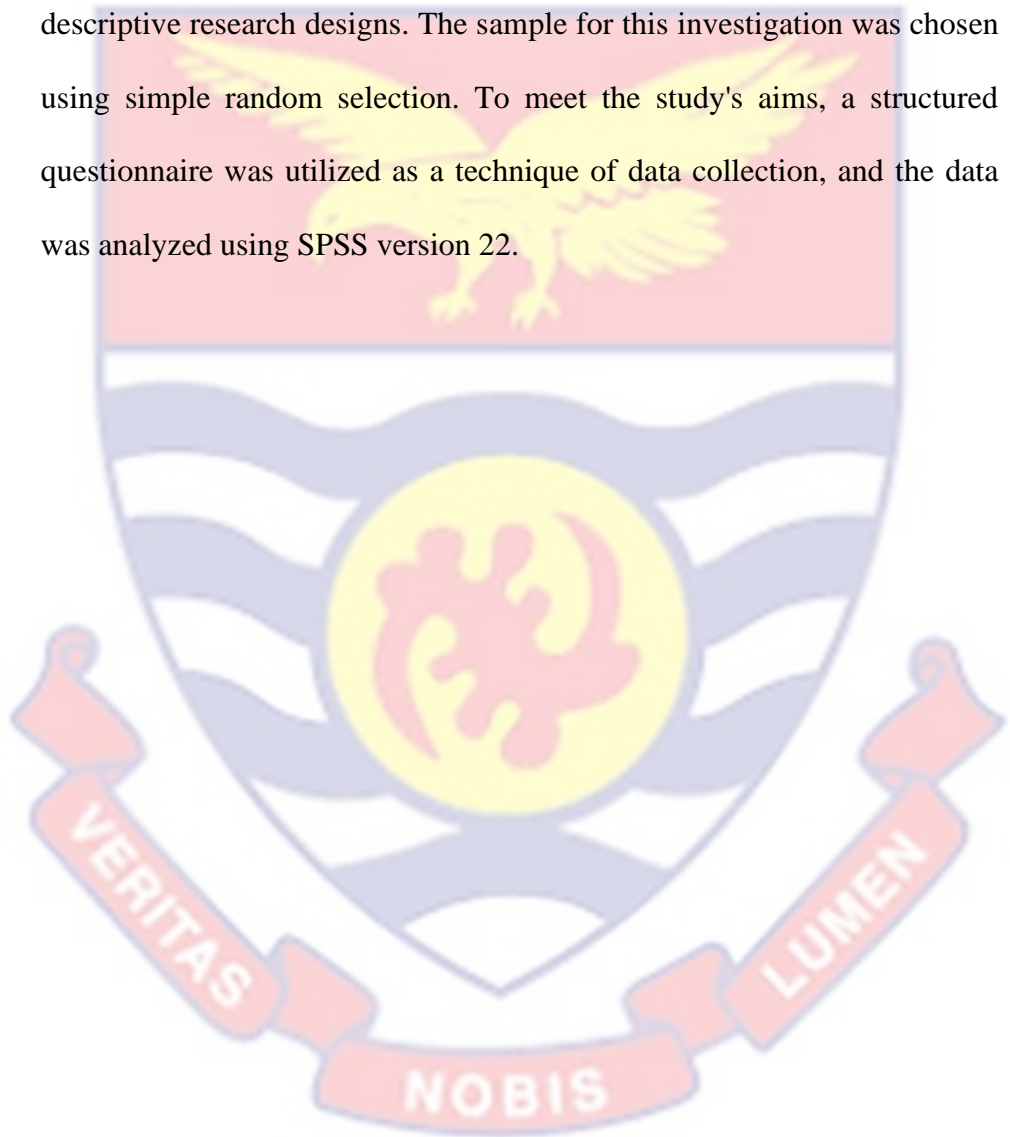 descriptive research designs. The sample for this investigation was chosen
using simple random selection. To meet the study's aims, a structured
questionnaire was utilized as a technique of data collection, and the data
was analyzed using SPSS version 22.
VERITAS
NOBIS
LUMEN